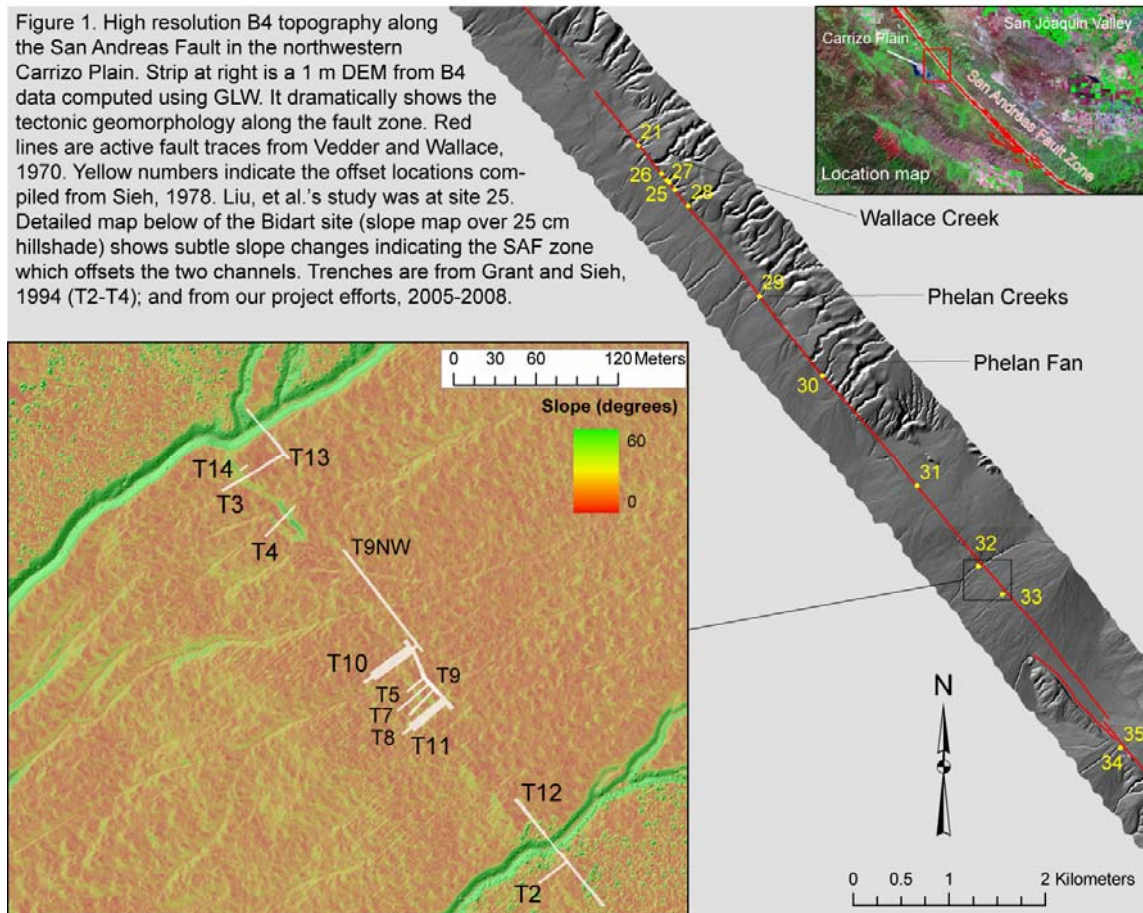 Figure 1. High resolution B4 topography along
the San Andreas Fault in the northwestern
Carrizo Plain. Strip at right is a 1 m DEM from B4
data computed using GLW. It dramatically shows the
tectonic geomorphology along the fault zone. Red
lines are active fault traces from Vedder and Wallace,
1970. Yellow numbers indicate the offset locations com-
piled from Sieh, 1978. Liu, et al.'s study was at site 25.
Detailed map below of the Bidart site (slope map over 25 cm
hillshade) shows subtle slope changes indicating the SAF zone
which offsets the two channels. Trenches are from Grant and Sieh,
1994 (T2-T4); and from our project efforts, 2005-2008.
San Joaquin Valley
Carrizo Plain
San Andreas Fault Zone
Location map
21
27
26
25
28
Wallace Creek
29
Phelan Creeks
Phelan Fan
30
31
32
33
35
34
N
0 0.5 1 2 Kilometers
0 30 60 120 Meters
Slope (degrees)
60
0
T13
T14
T3
T4
T9NW
T10
T9
T5
T7
T8
T11
T12
T2